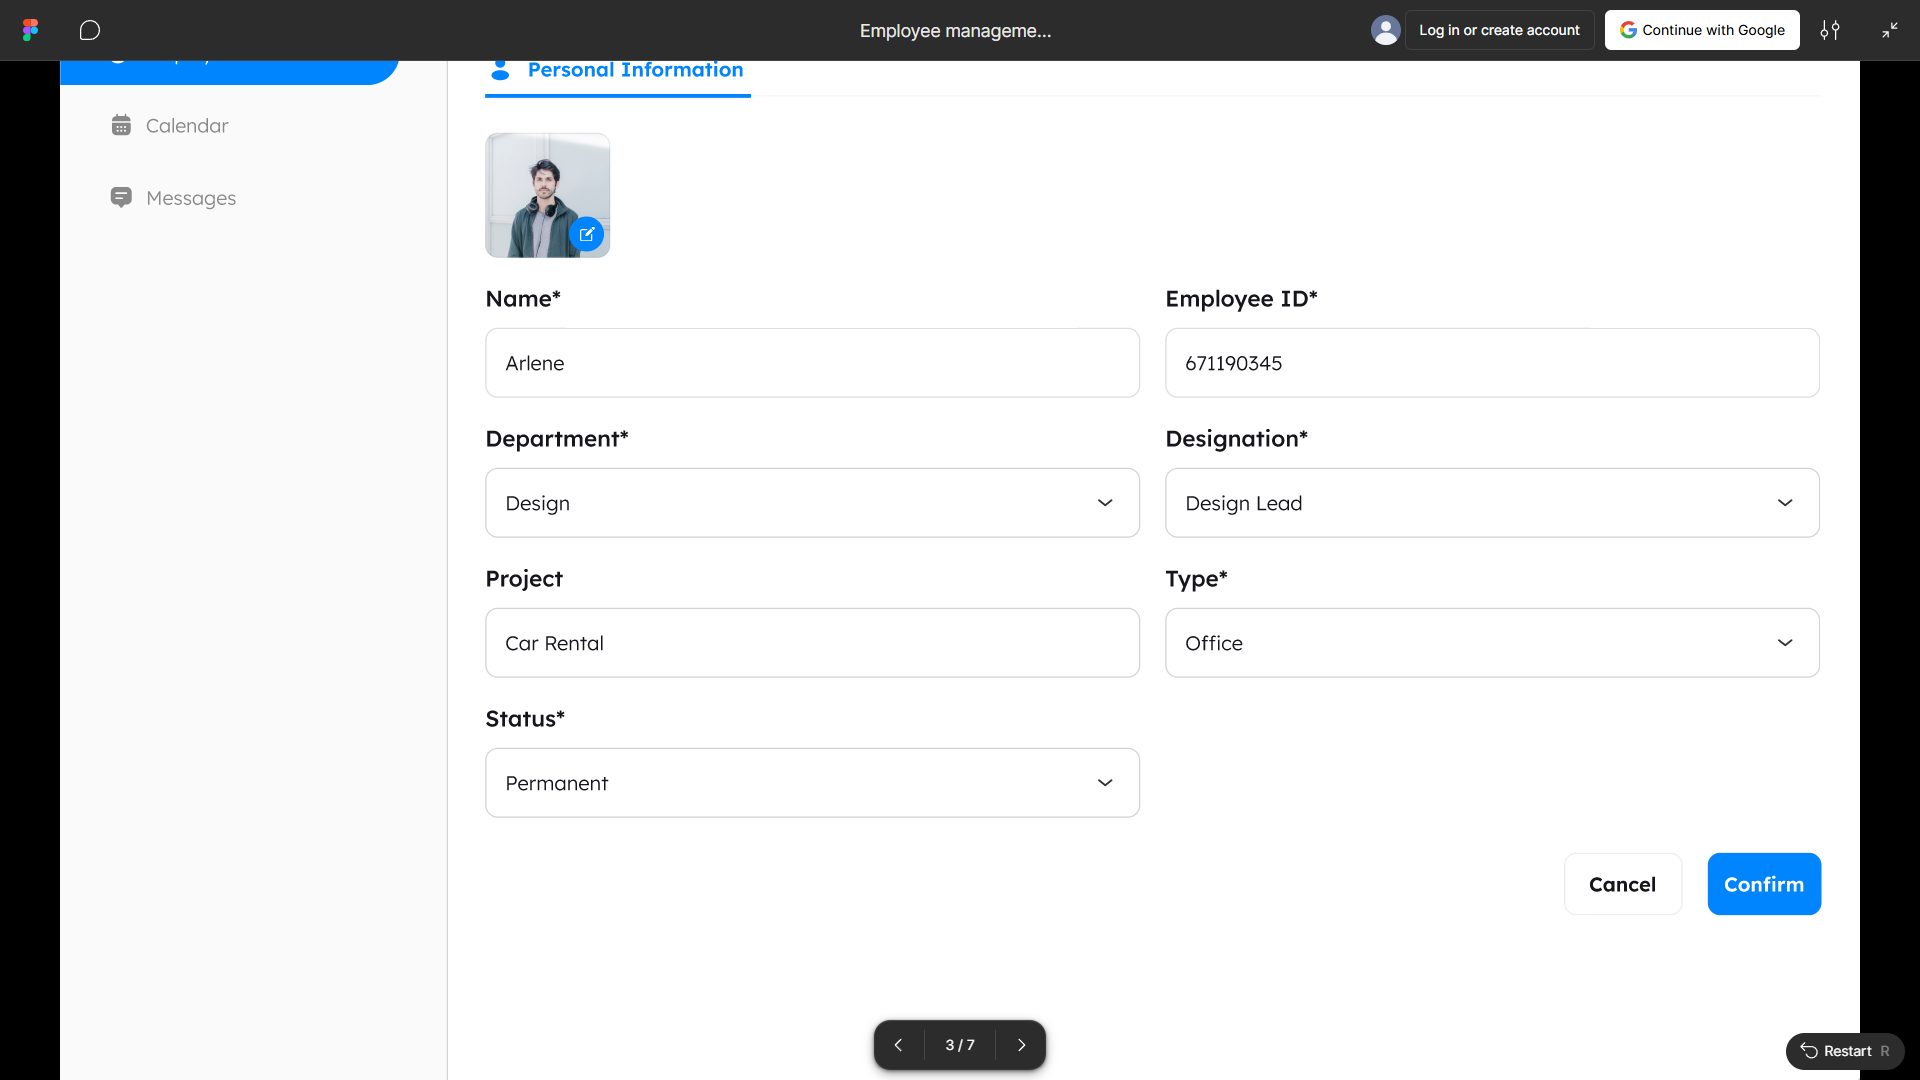 Employee manageme...
Log in or create account
Continue with Google
Personal Information
Calendar
Messages
Name*
Employee ID*
Arlene
671190345
Department*
Designation*
Design
Design Lead
Project
Type*
Car Rental
Office
Status*
Permanent
Cancel
Confirm
3 / 7
Restart R